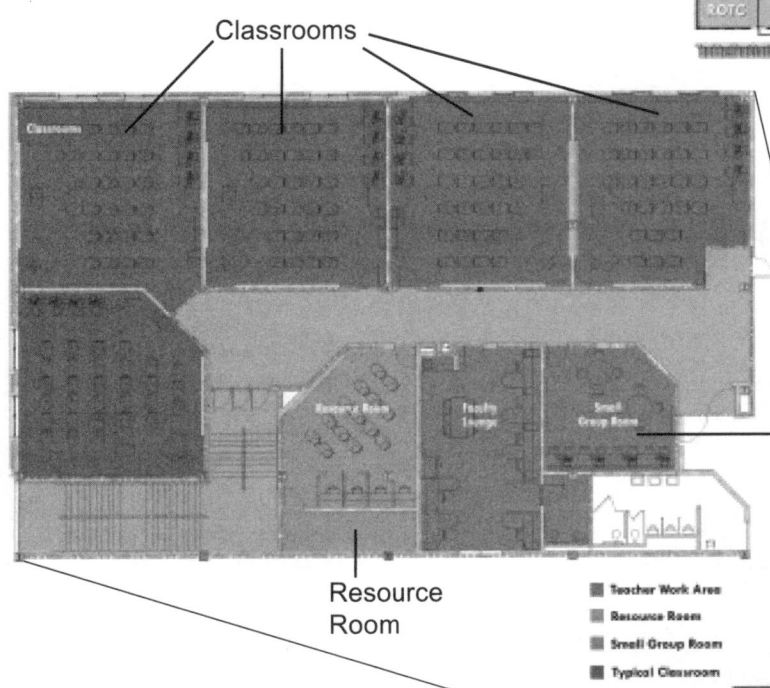 ROTC
Classrooms
Classrooms
Resource Room
Faculty
Lounge
Small
Group Room
Resource
Room
Teacher Work Area
Resource Room
Small Group Room
Typical Classroom